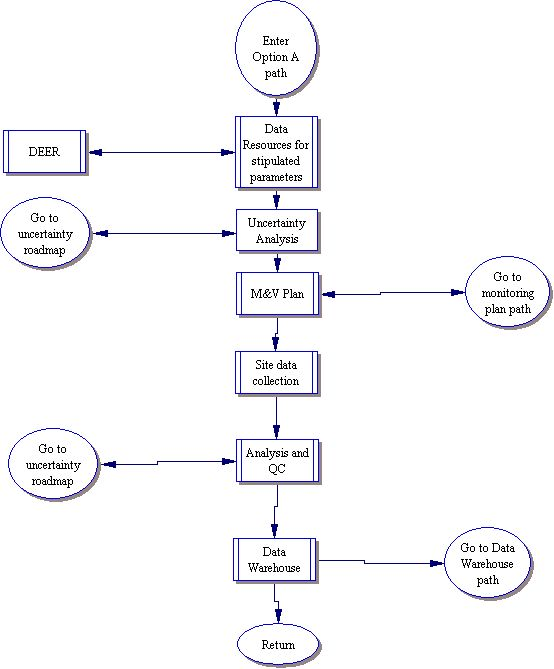 Enter
Option A
path
Data
Resources for
stipulated
parameters
DEER
Go to
uncertainty
roadmap
Uncertainty
Analysis
M&V Plan
Go to
monitoring
plan path
Site data
collection
Go to
uncertainty
roadmap
Analysis and
QC
Data
Warehouse
Go to Data
Warehouse
path
Return